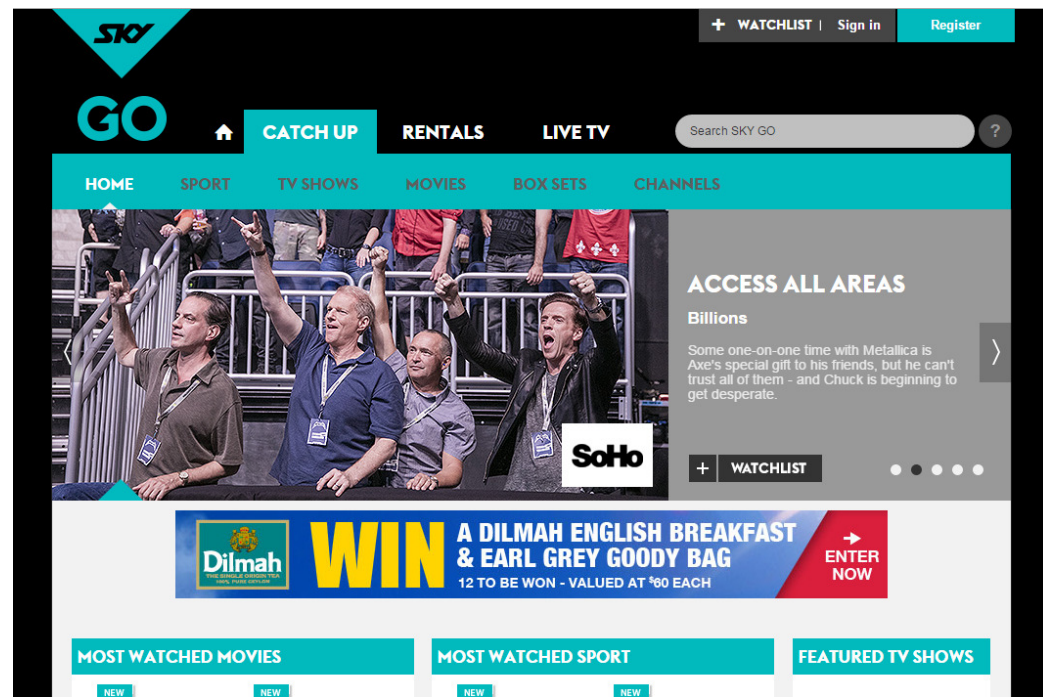 SKY
+ WATCHLIST | Sign in Register
GO
CATCH UP RENTALS LIVE TV Search SKY GO ?
HOME SPORT TV SHOWS MOVIES BOX SETS CHANNELS
ACCESS ALL AREAS
Billions
Some one-on-one time with Metallica is
Axe's special gift to his friends, but he can't
trust all of them - and Chuck is beginning to
get desperate.
SoHo
+ WATCHLIST
Dilmah
THE SINGLE ORIGIN TEA
100% PURE CEYLON
WIN
A DILMAH ENGLISH BREAKFAST
& EARL GREY GOODY BAG
12 TO BE WON - VALUED AT $60 EACH
ENTER
NOW
MOST WATCHED MOVIES MOST WATCHED SPORT FEATURED TV SHOWS
NEW NEW NEW NEW